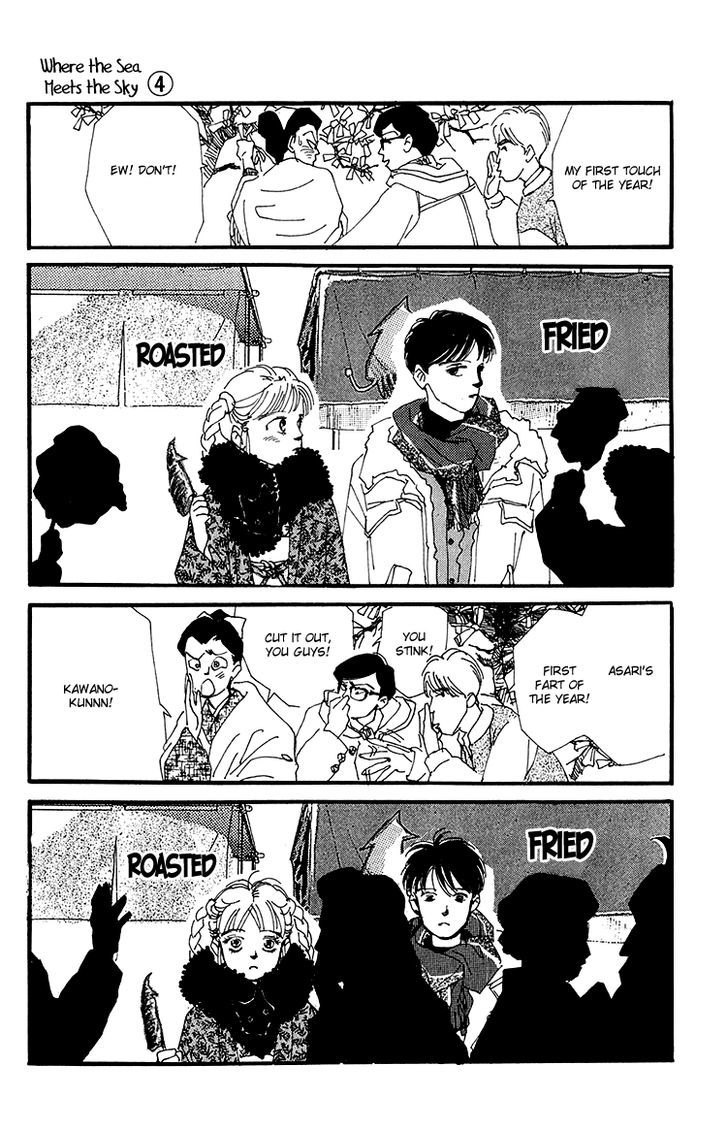 Where the Sea
Meets the Sky ④
EW! DON'T!
MY FIRST TOUCH
OF THE YEAR!
ROASTED
FRIED
KAWANO-
KUNNN!
CUT IT OUT,
YOU GUYS!
YOU
STINK!
ASARI'S
FIRST
FART OF
THE YEAR!
ROASTED
FRIED